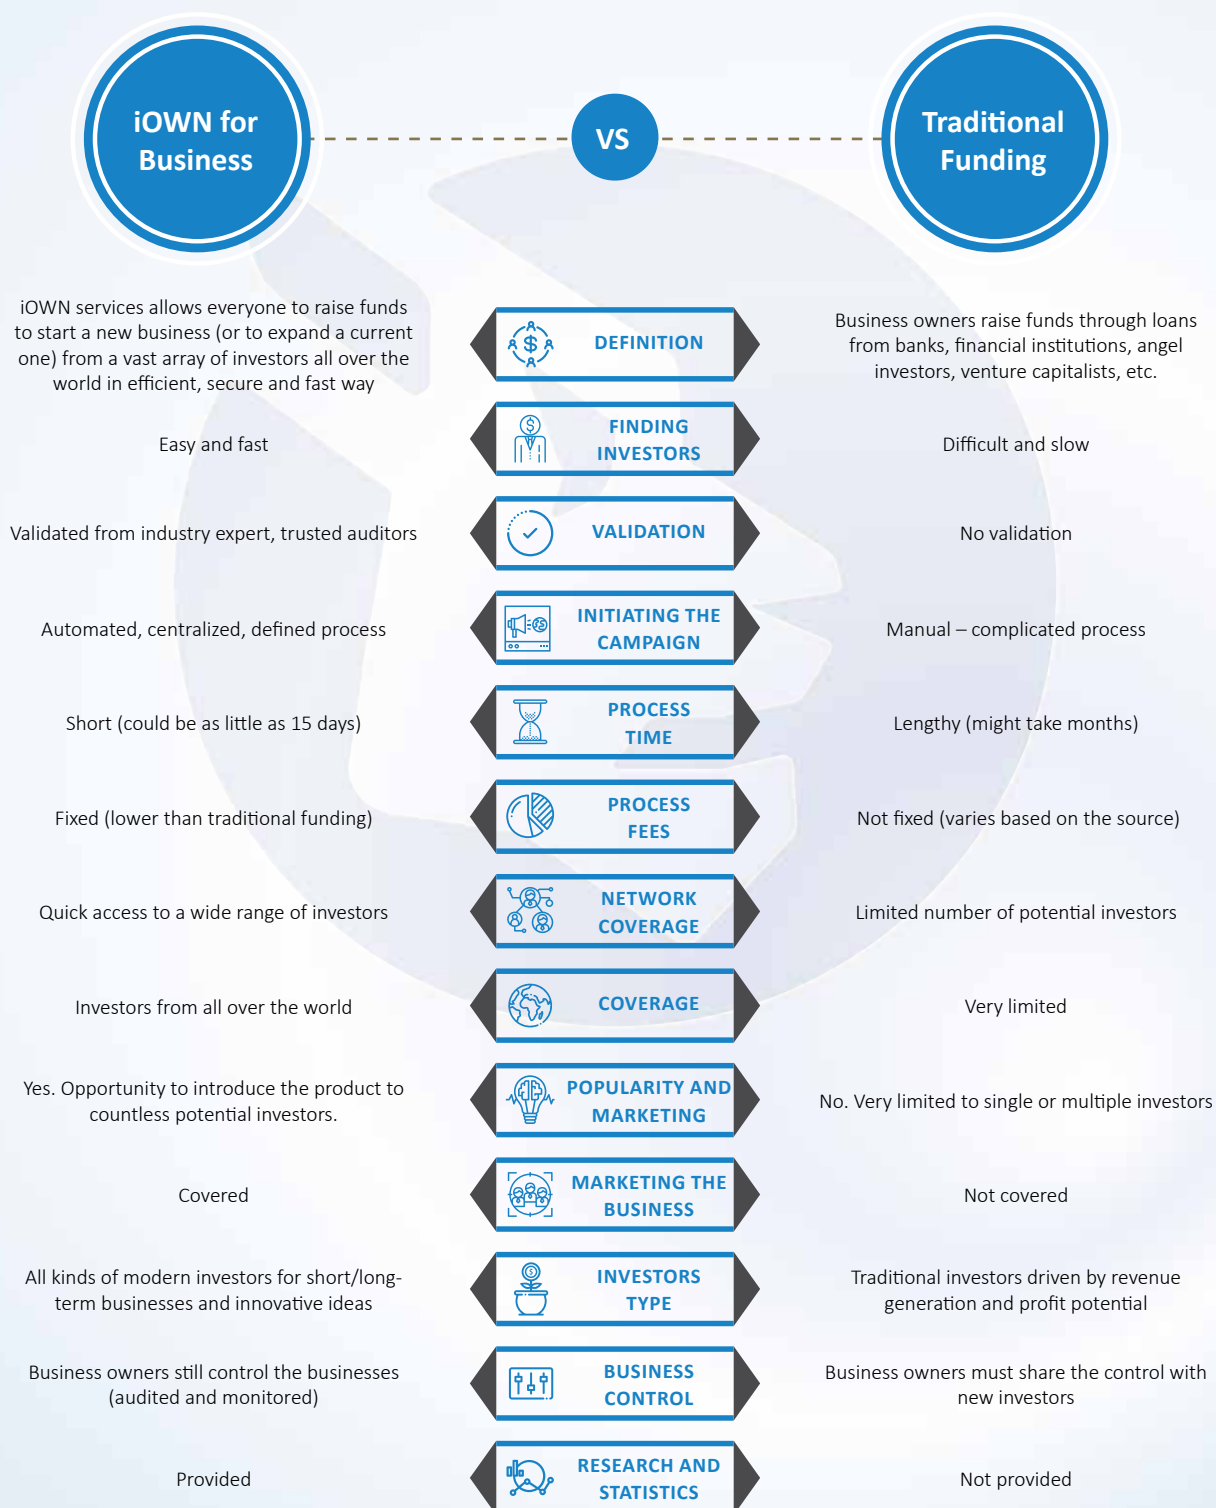 iOWN for
Business
VS
Traditional
Funding
iOWN services allows everyone to raise funds
to start a new business (or to expand a current
one) from a vast array of investors all over the
world in efficient, secure and fast way
DEFINITION
Business owners raise funds through loans
from banks, financial institutions, angel
investors, venture capitalists, etc.
Easy and fast
FINDING
INVESTORS
Difficult and slow
Validated from industry expert, trusted auditors
VALIDATION
No validation
Automated, centralized, defined process
INITIATING THE
CAMPAIGN
Manual – complicated process
Short (could be as little as 15 days)
PROCESS
TIME
Lengthy (might take months)
Fixed (lower than traditional funding)
PROCESS
FEES
Not fixed (varies based on the source)
Quick access to a wide range of investors
NETWORK
COVERAGE
Limited number of potential investors
Investors from all over the world
COVERAGE
Very limited
Yes. Opportunity to introduce the product to
countless potential investors.
POPULARITY AND
MARKETING
No. Very limited to single or multiple investors
Covered
MARKETING THE
BUSINESS
Not covered
All kinds of modern investors for short/long-
term businesses and innovative ideas
INVESTORS
TYPE
Traditional investors driven by revenue
generation and profit potential
Business owners still control the businesses
(audited and monitored)
BUSINESS
CONTROL
Business owners must share the control with
new investors
Provided
RESEARCH AND
STATISTICS
Not provided